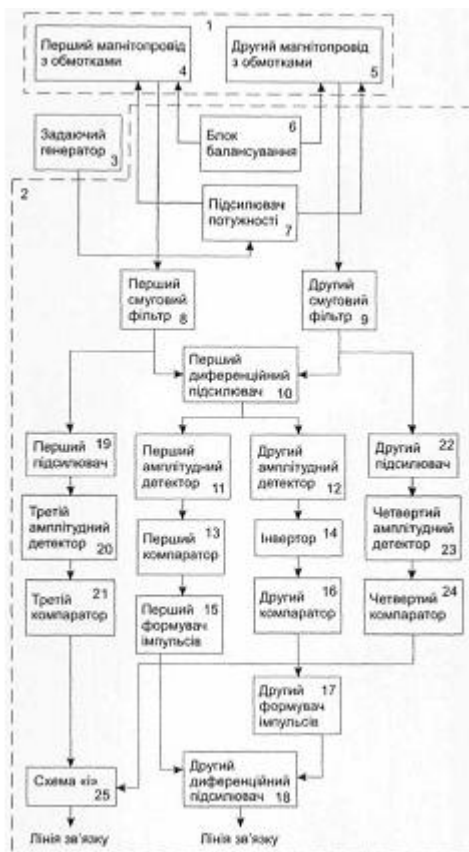 1
Перший магнітопровід
з обмотками
4
Другий магнітопровід
з обмотками
5
Задаючий
генератор
3
6
Блок
балансування
2
Підсилювач
потужності
7
Перший
смуговий
фільтр
8
Другий
смуговий
фільтр
9
Перший
диференційний
підсилювач
10
19
Перший
підсилювач
Перший
амплітудний
детектор
11
Другий
амплітудний
детектор
12
22
Другий
підсилювач
Третій
амплітудний
детектор
20
13
Перший
компаратор
Інвертор
14
Четвертий
амплітудний
детектор
23
21
Третій
компаратор
15
Перший
формувач
імпульсів
16
Другий
компаратор
24
Четвертий
компаратор
17
Другий
формувач
імпульсів
Схема «і»
25
Другий
диференційний
підсилювач
18
Лінія зв'язку
Лінія зв'язку